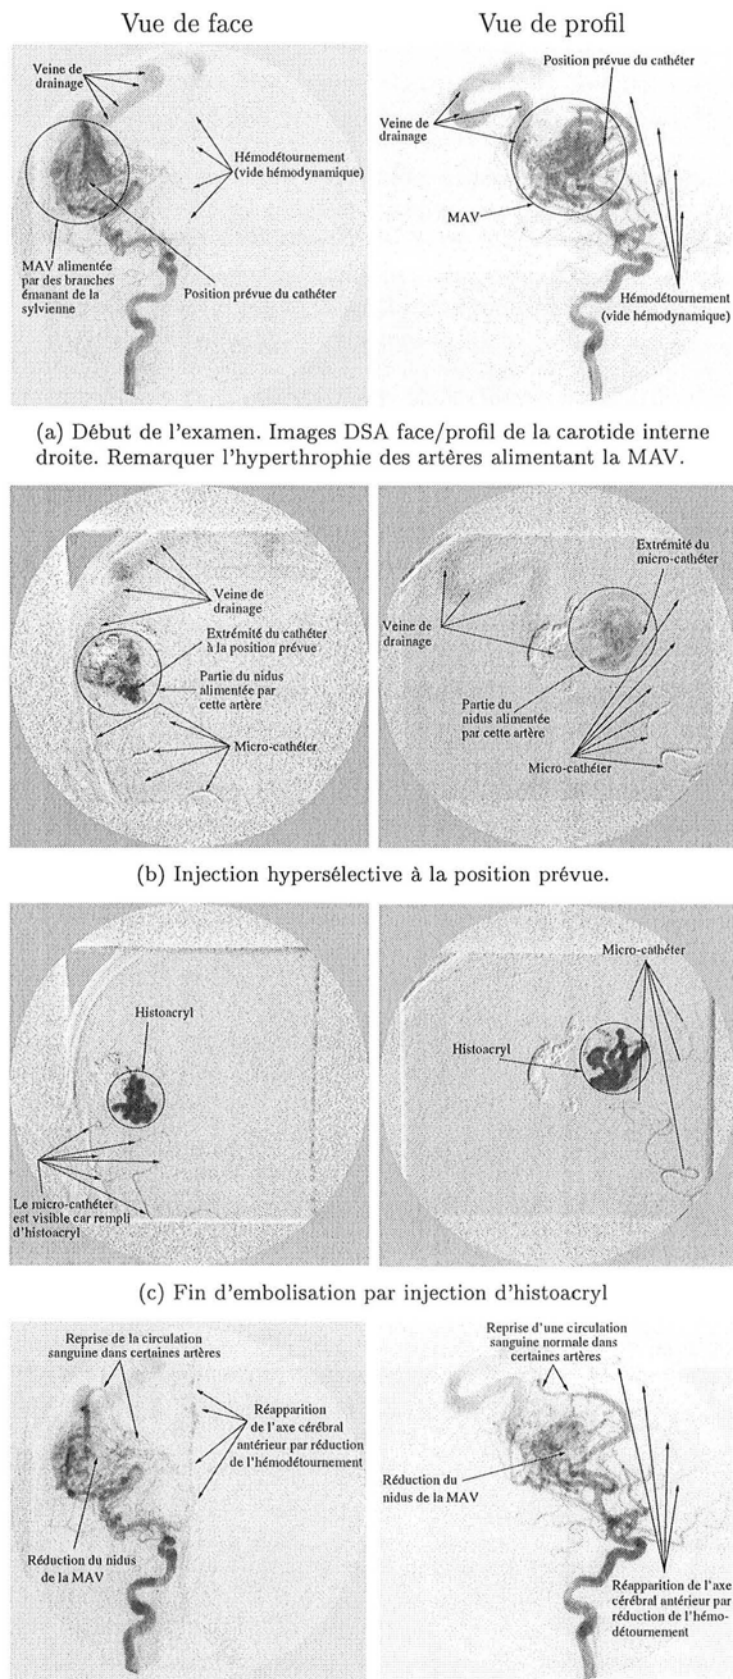 Vue de face
Vue de profil
Veine de
drainage
Hémodétournement
(vide hémodynamique)
MAV alimentée
par des branches
émanant de la
sylvienne
Position prévue du cathéter
Position prévue du cathéter
Veine de
drainage
MAV
Hémodétournement
(vide hémodynamique)
(a) Début de l'examen. Images DSA face/profil de la carotide interne
droite. Remarquer l'hyperthrophie des artères alimentant la MAV.
Veine de
drainage
Extrémité du cathéter
à la position prévue
Partie du nidus
alimentée par
cette artère
Micro-cathéter
Extrémité du
micro-cathéter
Veine de
drainage
Partie du
nidus alimentée
par cette artère
Micro-cathéter
(b) Injection hypersélective à la position prévue.
Histoacryl
Le micro-cathéter
est visible car rempli
d'histoacryl
Micro-cathéter
Histoacryl
(c) Fin d'embolisation par injection d'histoacryl
Reprise de la circulation
sanguine dans certaines artères
Réapparition
de l'axe cérébral
antérieur par réduction
de l'hémodétournement
Réduction du nidus
de la MAV
Reprise d'une circulation
sanguine normale dans
certaines artères
Réduction du
nidus de la MAV
Réapparition de l'axe
cérébral antérieur par
réduction de l'hémo-
détournement